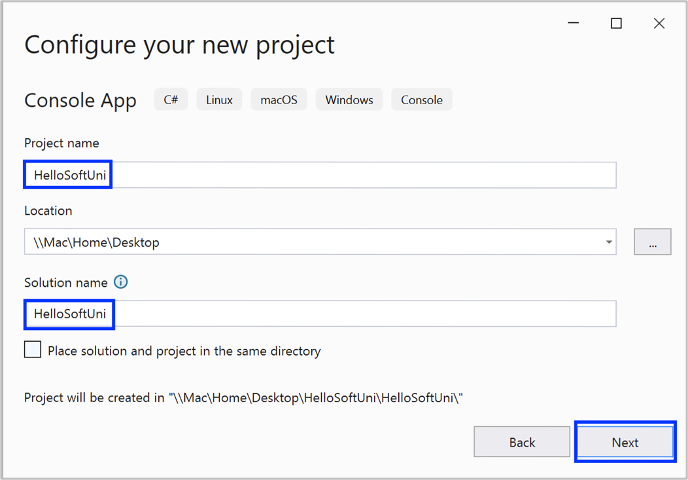 Configure your new project
Console App C# Linux macOS Windows Console
Project name
HelloSoftUni
Location
\\Mac\Home\Desktop
...
Solution name
HelloSoftUni
Place solution and project in the same directory
Project will be created in "\\Mac\Home\Desktop\HelloSoftUni\HelloSoftUni\"
Back Next